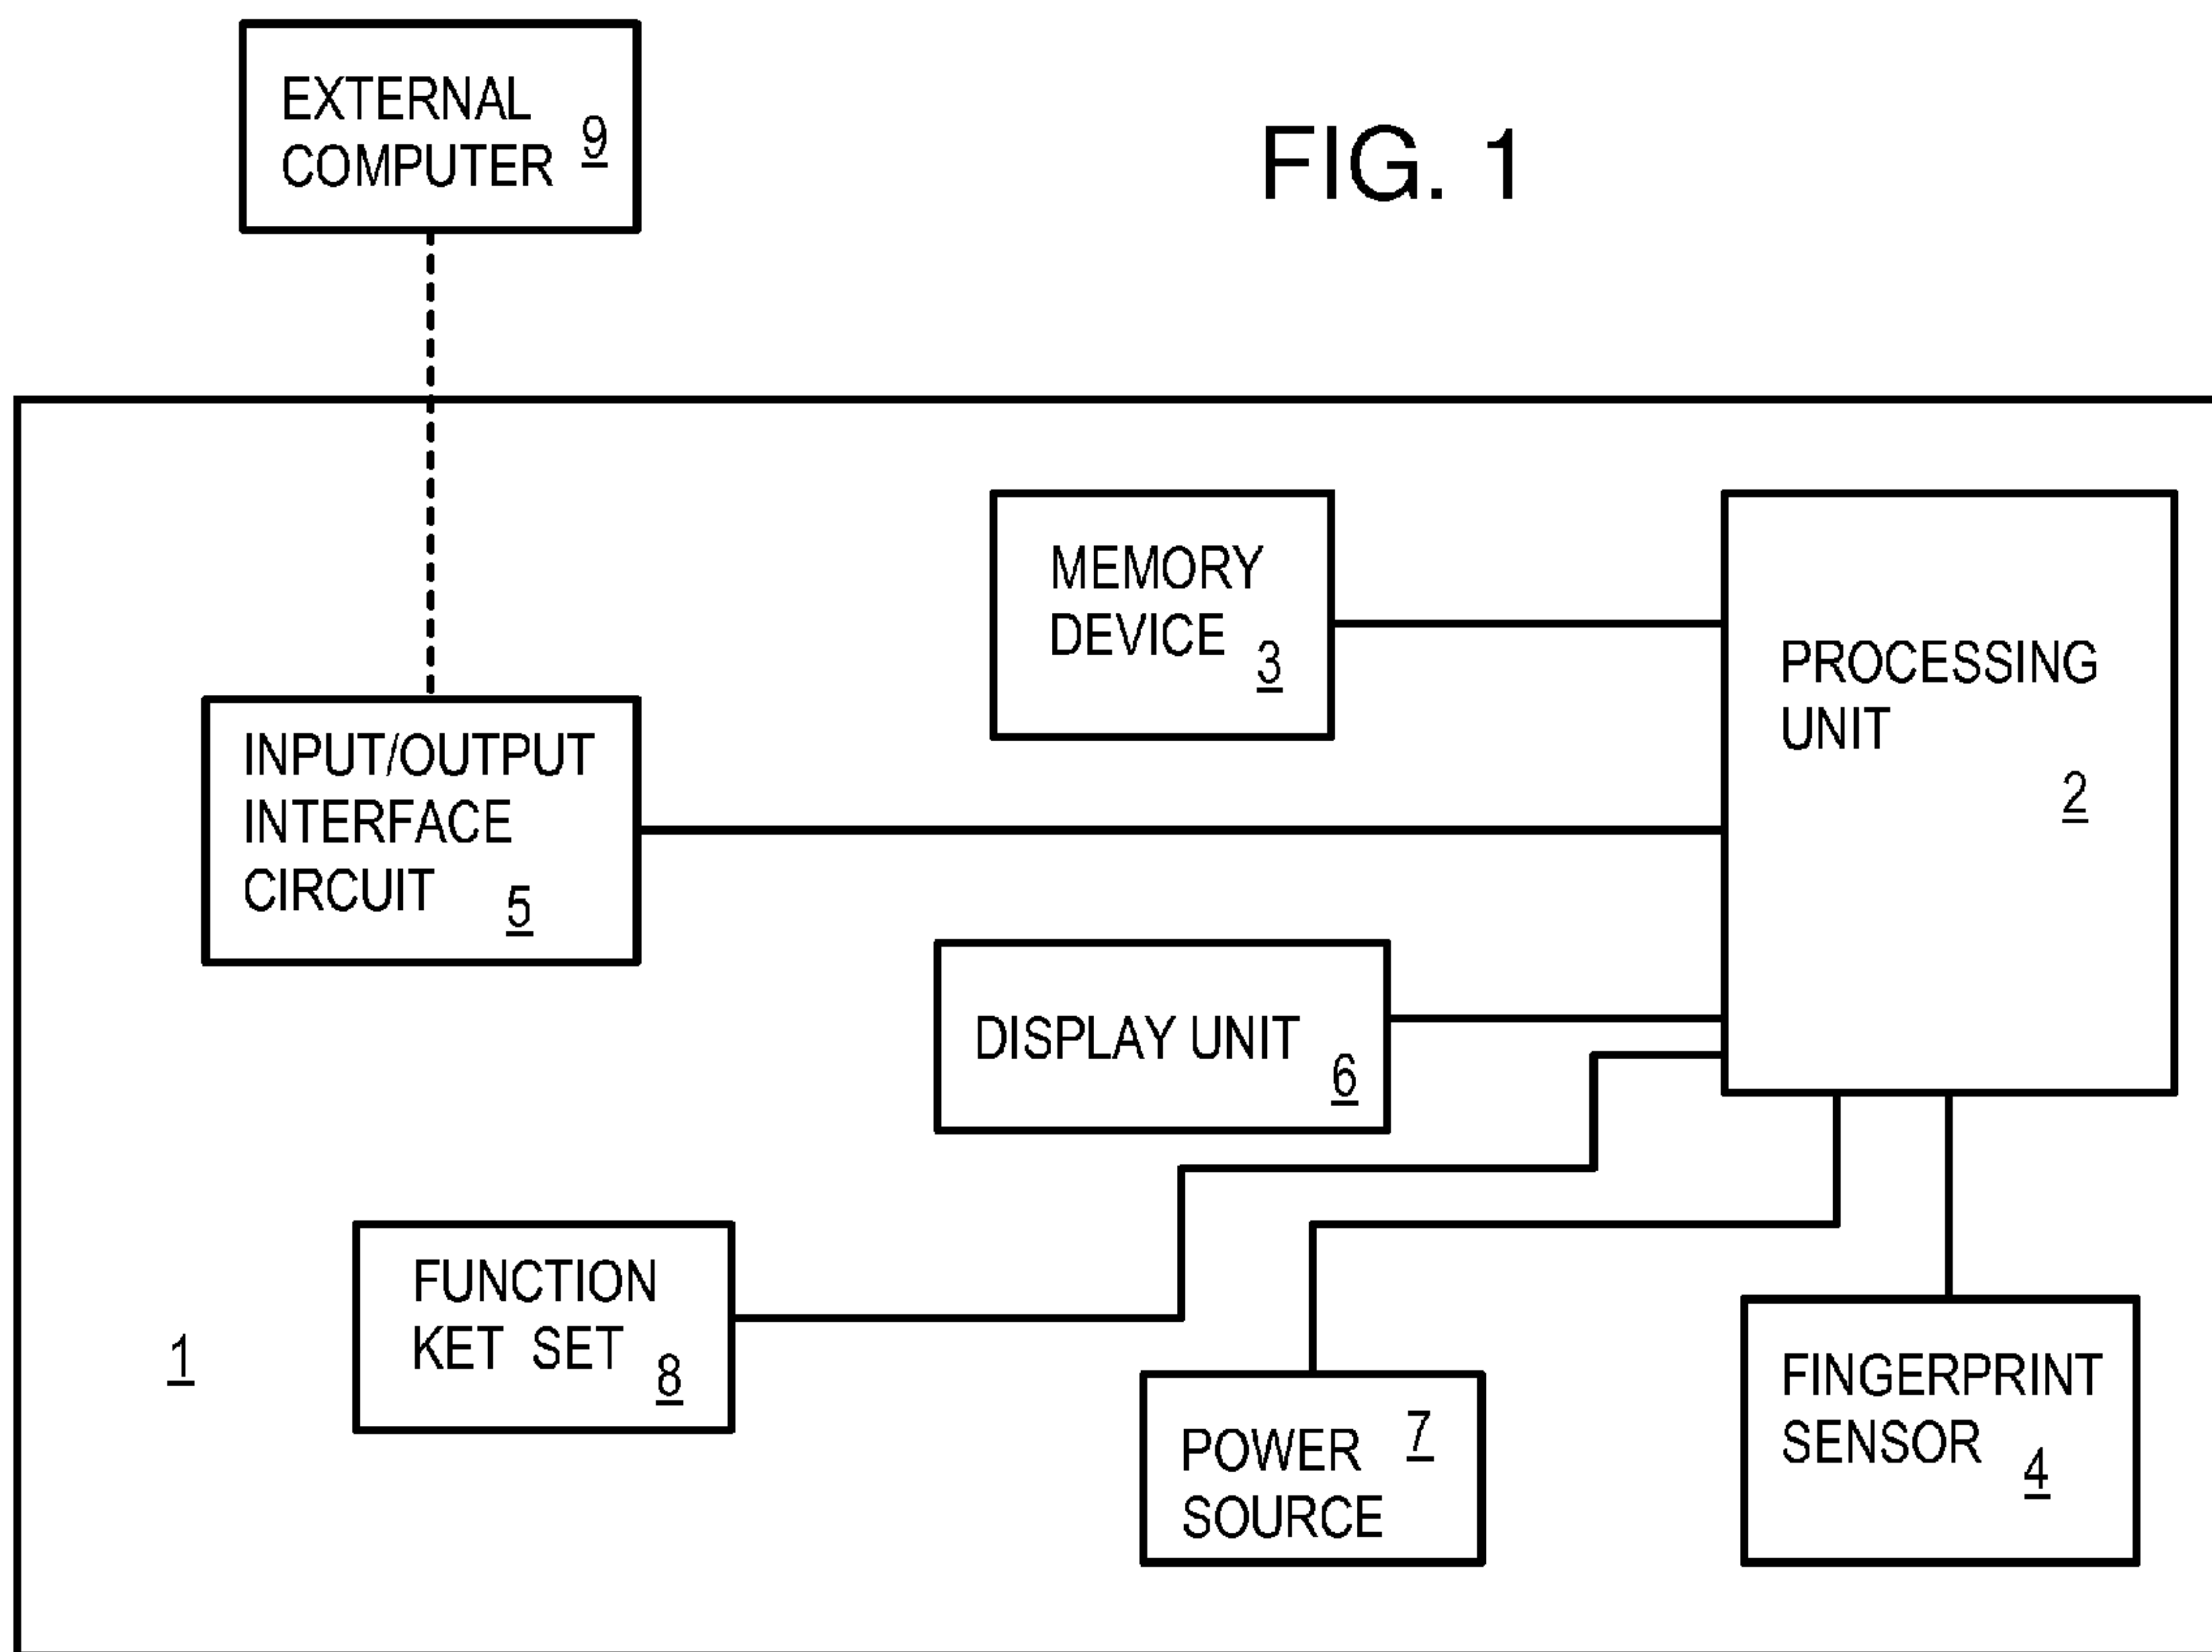 EXTERNAL
COMPUTER 9
FIG. 1
MEMORY
DEVICE 3
PROCESSING
UNIT
2
INPUT/OUTPUT
INTERFACE
CIRCUIT 5
DISPLAY UNIT 6
FUNCTION
KET SET 8
1
POWER 7
SOURCE
FINGERPRINT
SENSOR 4